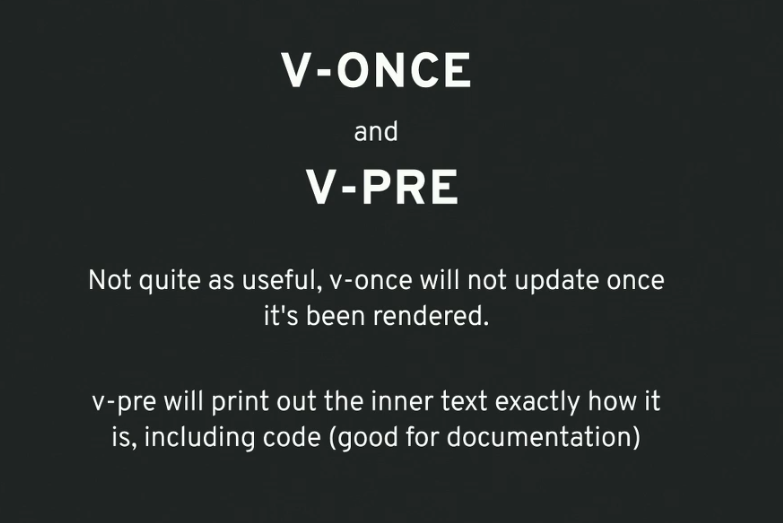 V-ONCE
and
V-PRE
Not quite as useful, v-once will not update once
it's been rendered.
v-pre will print out the inner text exactly how it
is, including code (good for documentation)